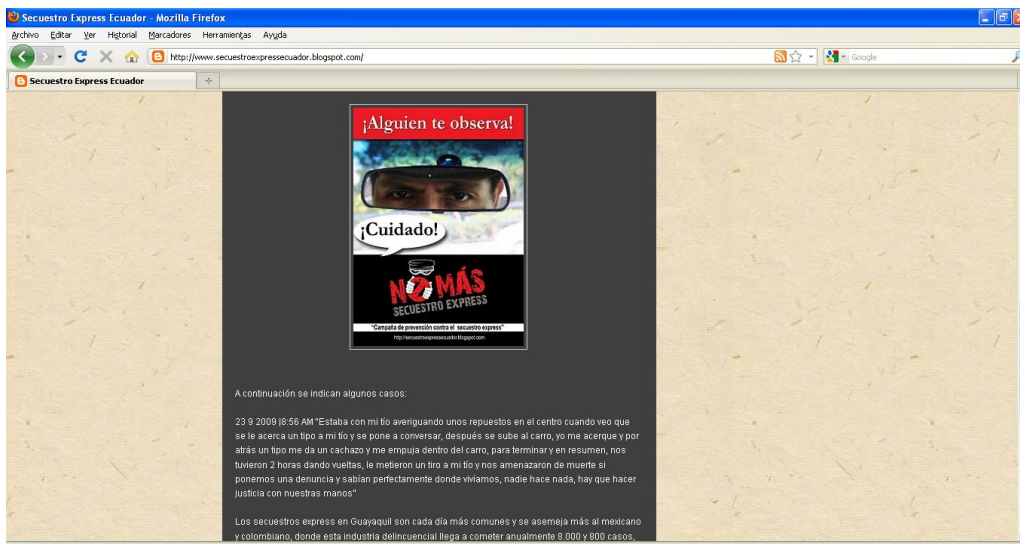 Secuestro Express Ecuador - Mozilla Firefox
Archivo Editar Ver Historial Marcadores Herramientas Ayuda
http://www.secuestroexpressecuador.blogspot.com/
Google
Secuestro Express Ecuador
¡Alguien te observa!
¡Cuidado!
NO MÁS
SECUESTRO EXPRESS
"Campaña de prevención contra el secuestro express"
http://secuestroexpressecuador.blogspot.com
A continuación se indican algunos casos:
23 9 2009 |8:56 AM "Estaba con mi tío averiguando unos repuestos en el centro cuando veo que
se le acerca un tipo a mi tío y se pone a conversar, después se sube al carro, yo me acerque y por
atrás un tipo me da un cachazo y me empuja dentro del carro, para terminar y en resumen, nos
tuvieron 2 horas dando vueltas, le metieron un tiro a mi tío y nos amenazaron de muerte si
ponemos una denuncia y sabían perfectamente donde vivíamos, nadie hace nada, hay que hacer
justicia con nuestras manos"
Los secuestros express en Guayaquil son cada día más comunes y se asemeja más al mexicano
y colombiano, donde esta industria delincuencial llega a cometer anualmente 8.000 y 800 casos,